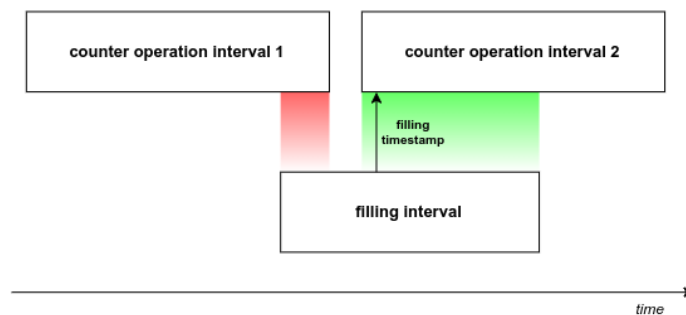 counter operation interval 1
counter operation interval 2
filling
timestamp
filling interval
time